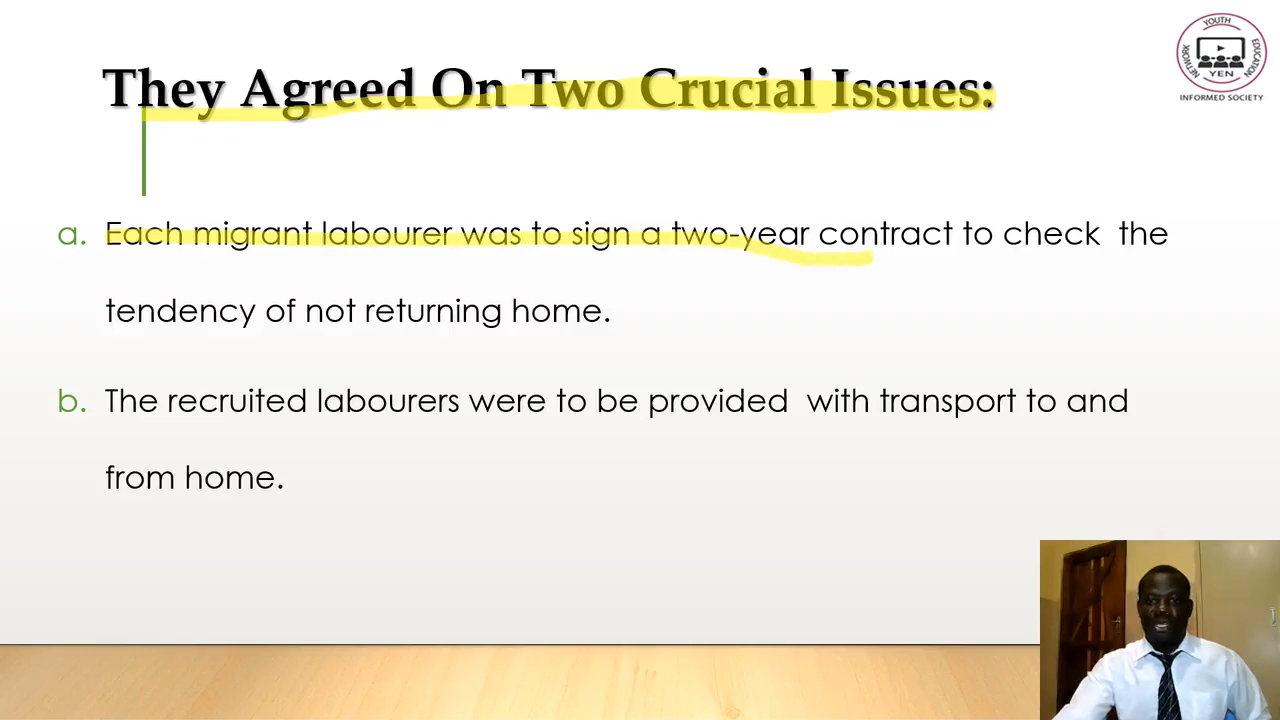 They Agreed On Two Crucial Issues:
YOUTH
EDUCATION
NETWORK
YEN
INFORMED SOCIETY
a. Each migrant labourer was to sign a two-year contract to check the
tendency of not returning home.
b. The recruited labourers were to be provided with transport to and
from home.